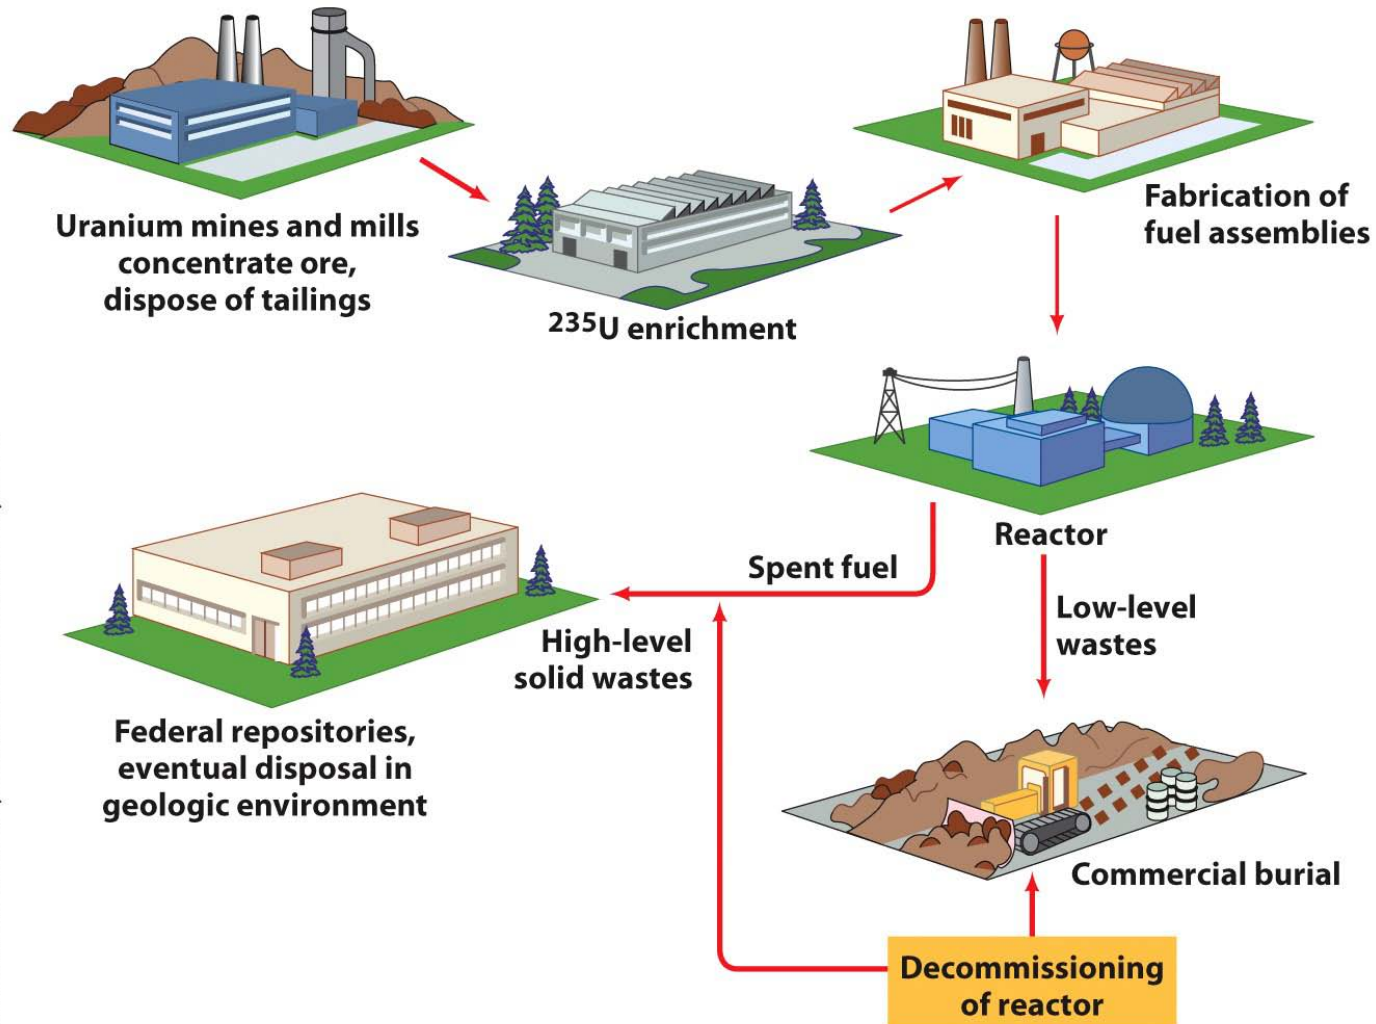 Uranium mines and mills
concentrate ore,
dispose of tailings
²³⁵U enrichment
Fabrication of
fuel assemblies
Reactor
Spent fuel
Low-level
wastes
High-level
solid wastes
Federal repositories,
eventual disposal in
geologic environment
Commercial burial
Decommissioning
of reactor